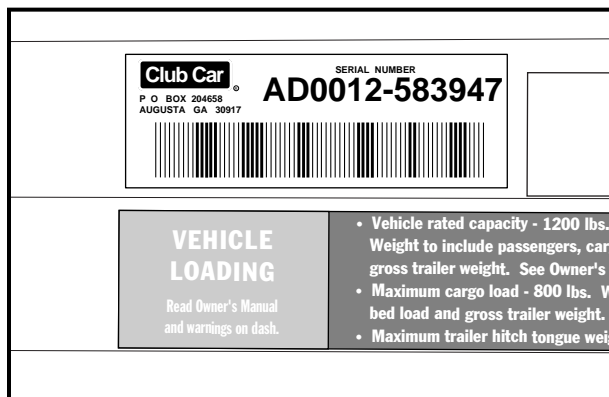 Club Car
®
P O BOX 204658
AUGUSTA GA 30917
SERIAL NUMBER
AD0012-583947
VEHICLE
LOADING
Read Owner's Manual
and warnings on dash.
• Vehicle rated capacity - 1200 lbs.
Weight to include passengers, car
gross trailer weight. See Owner's
• Maximum cargo load - 800 lbs. W
bed load and gross trailer weight.
• Maximum trailer hitch tongue weig